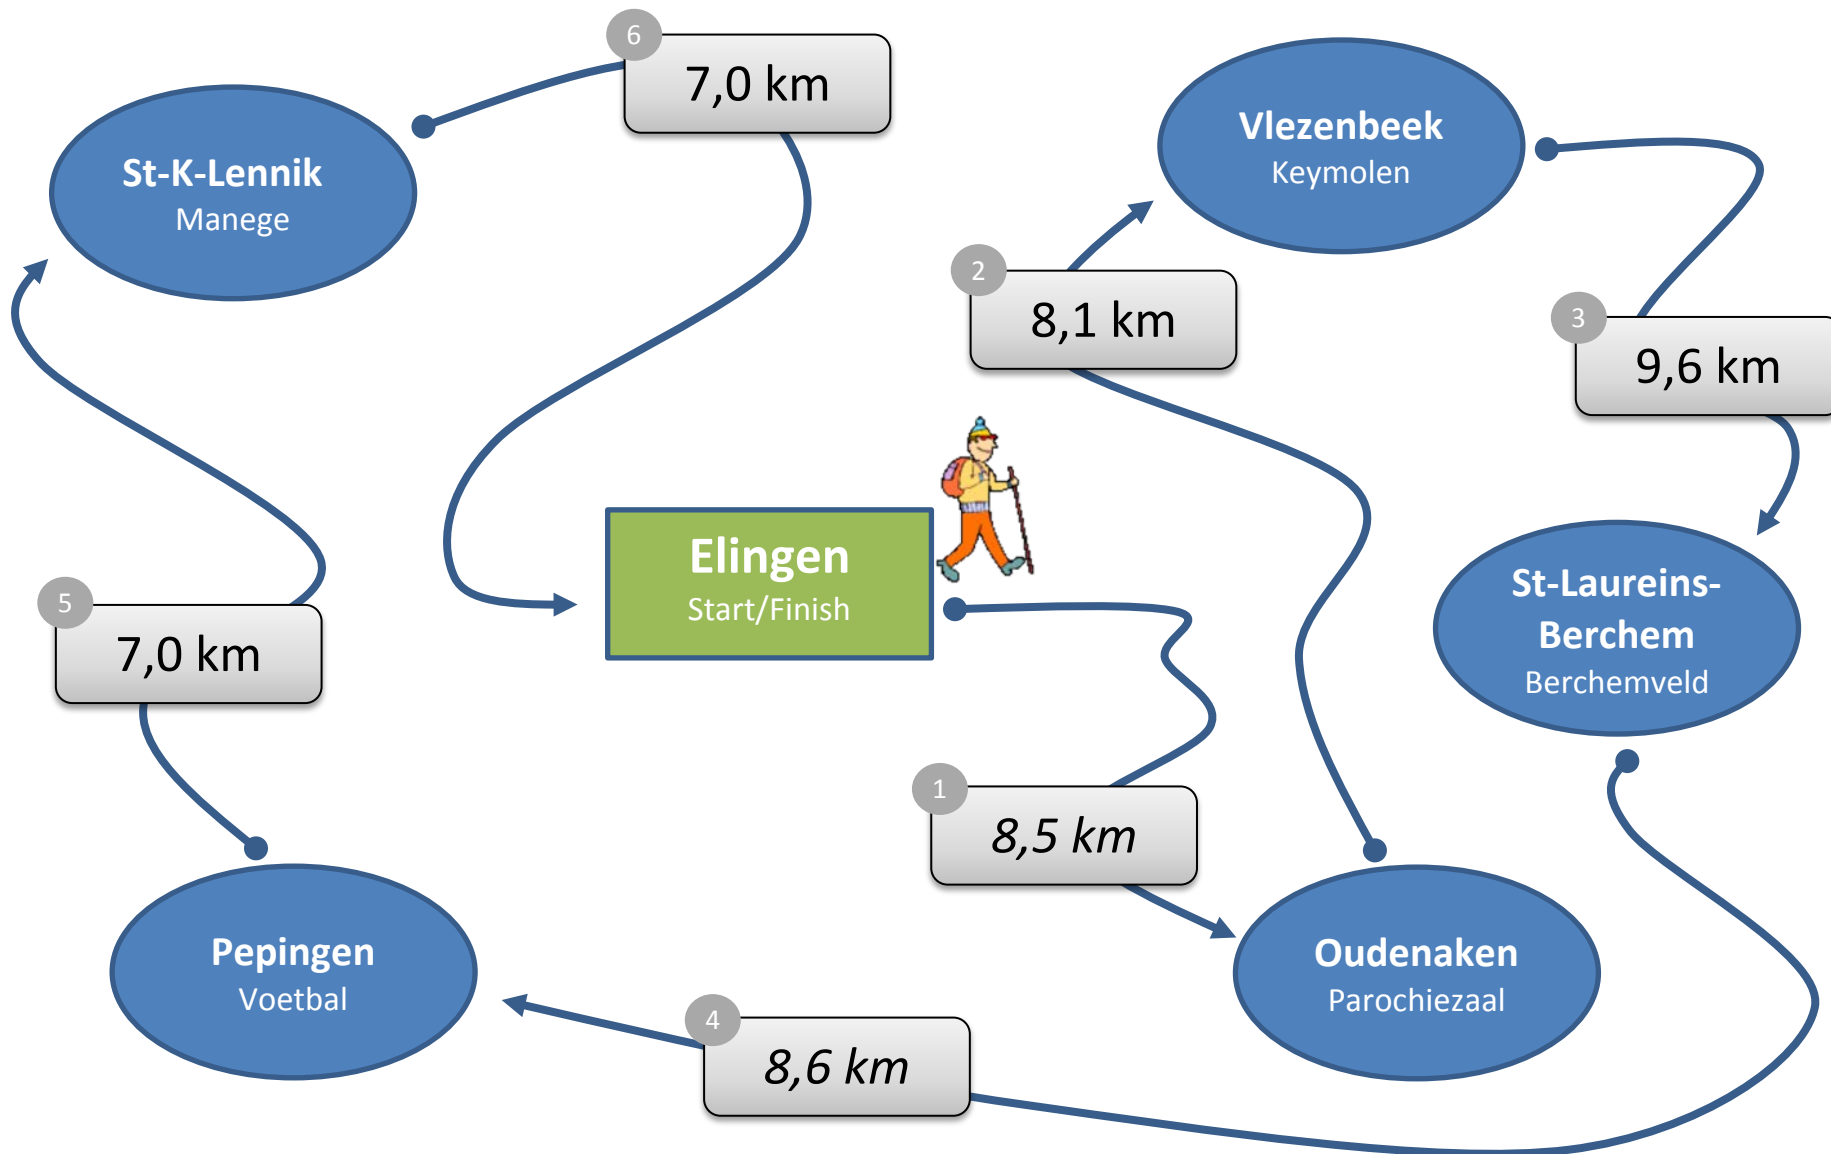 6
7,0 km
St-K-Lennik
Manege
Vlezenbeek
Keymolen
2
8,1 km
3
9,6 km
Elingen
Start/Finish
St-Laureins-
Berchem
Berchemveld
5
7,0 km
1
8,5 km
Pepingen
Voetbal
Oudenaken
Parochiezaal
4
8,6 km